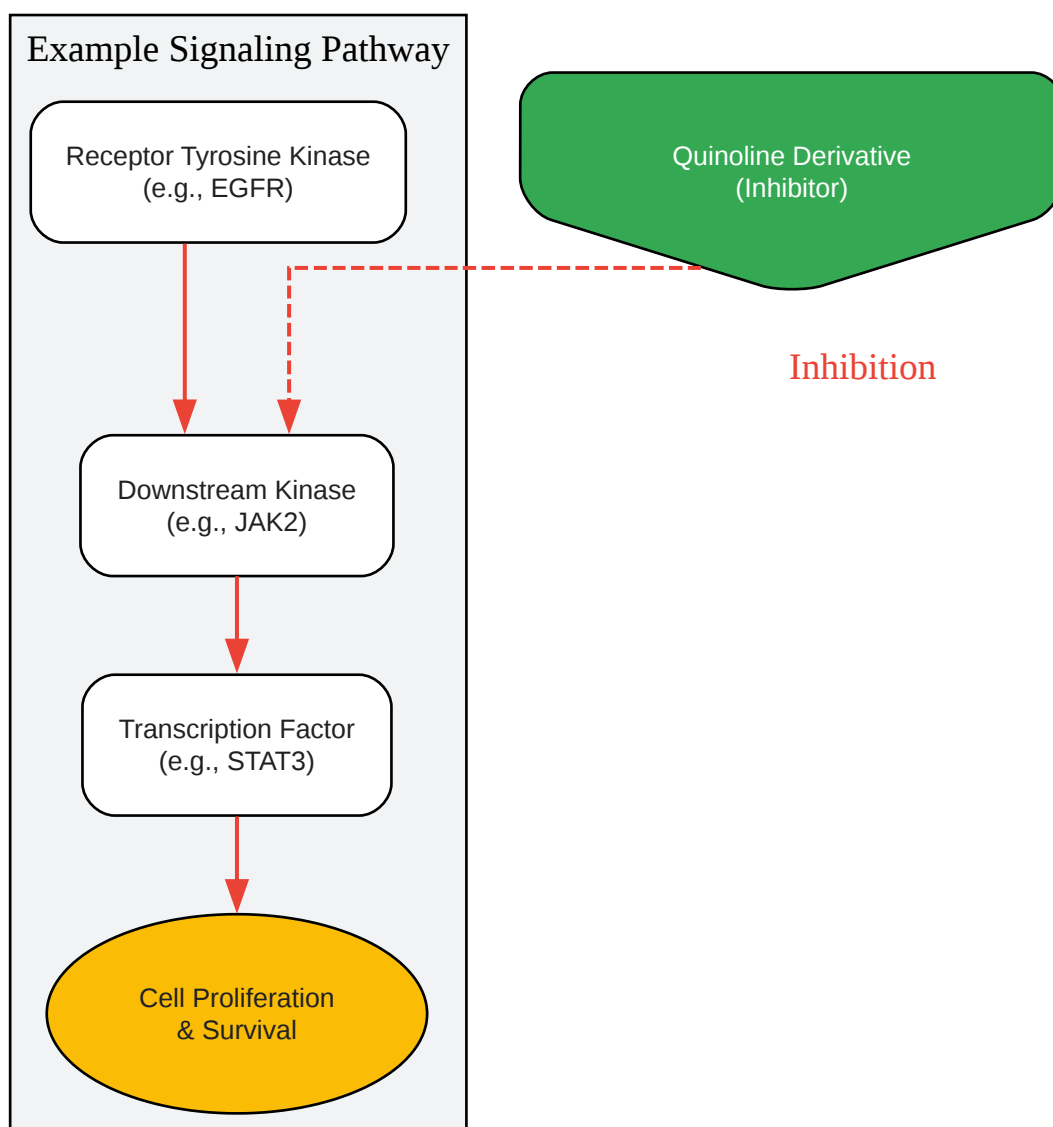 Example Signaling Pathway
Receptor Tyrosine Kinase
(e.g., EGFR)
Quinoline Derivative
(Inhibitor)
Inhibition
Downstream Kinase
(e.g., JAK2)
Transcription Factor
(e.g., STAT3)
Cell Proliferation
& Survival